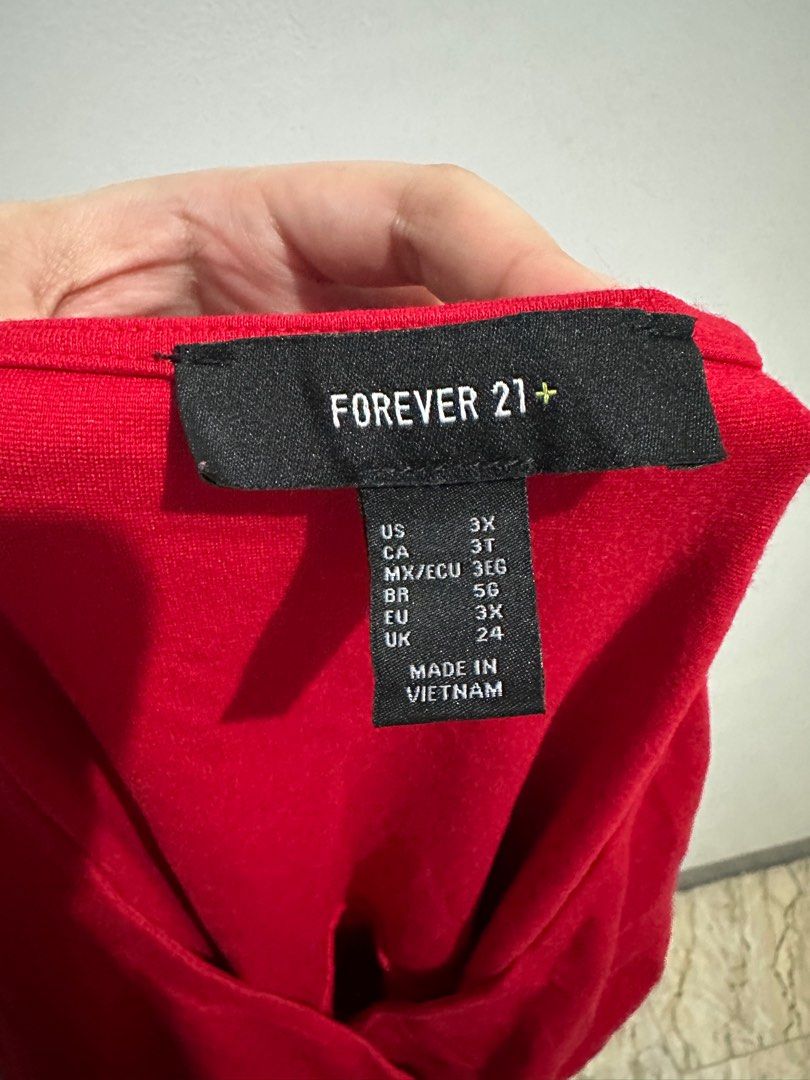 FOREVER 21+
US 3X
CA 3T
MX/ECU 3EG
BR 5G
EU 3X
UK 24
MADE IN
VIETNAM